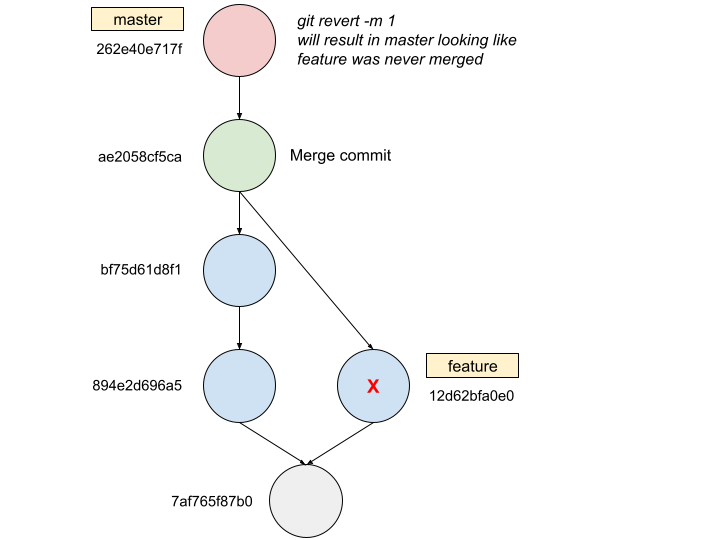 master
262e40e717f
git revert -m 1
will result in master looking like
feature was never merged
ae2058cf5ca
Merge commit
bf75d61d8f1
894e2d696a5
X
feature
12d62bfa0e0
7af765f87b0